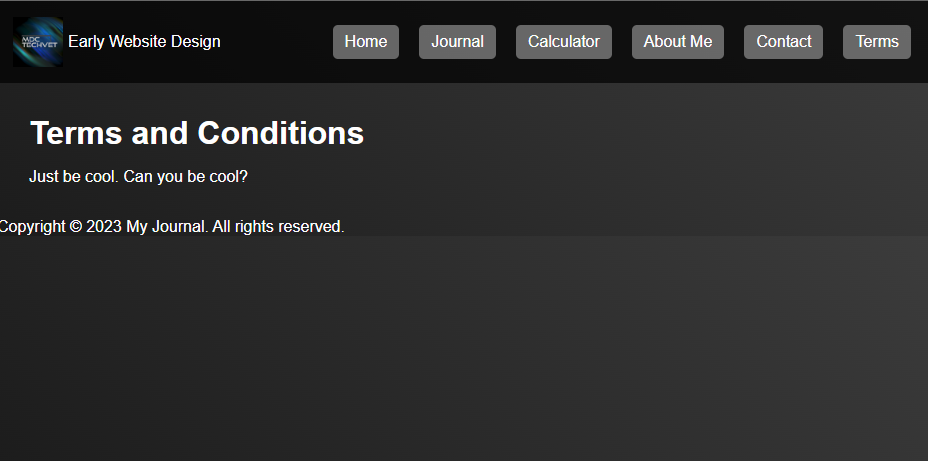 MDC
TECHVET
Early Website Design
Home
Journal
Calculator
About Me
Contact
Terms
Terms and Conditions
Just be cool. Can you be cool?
Copyright © 2023 My Journal. All rights reserved.